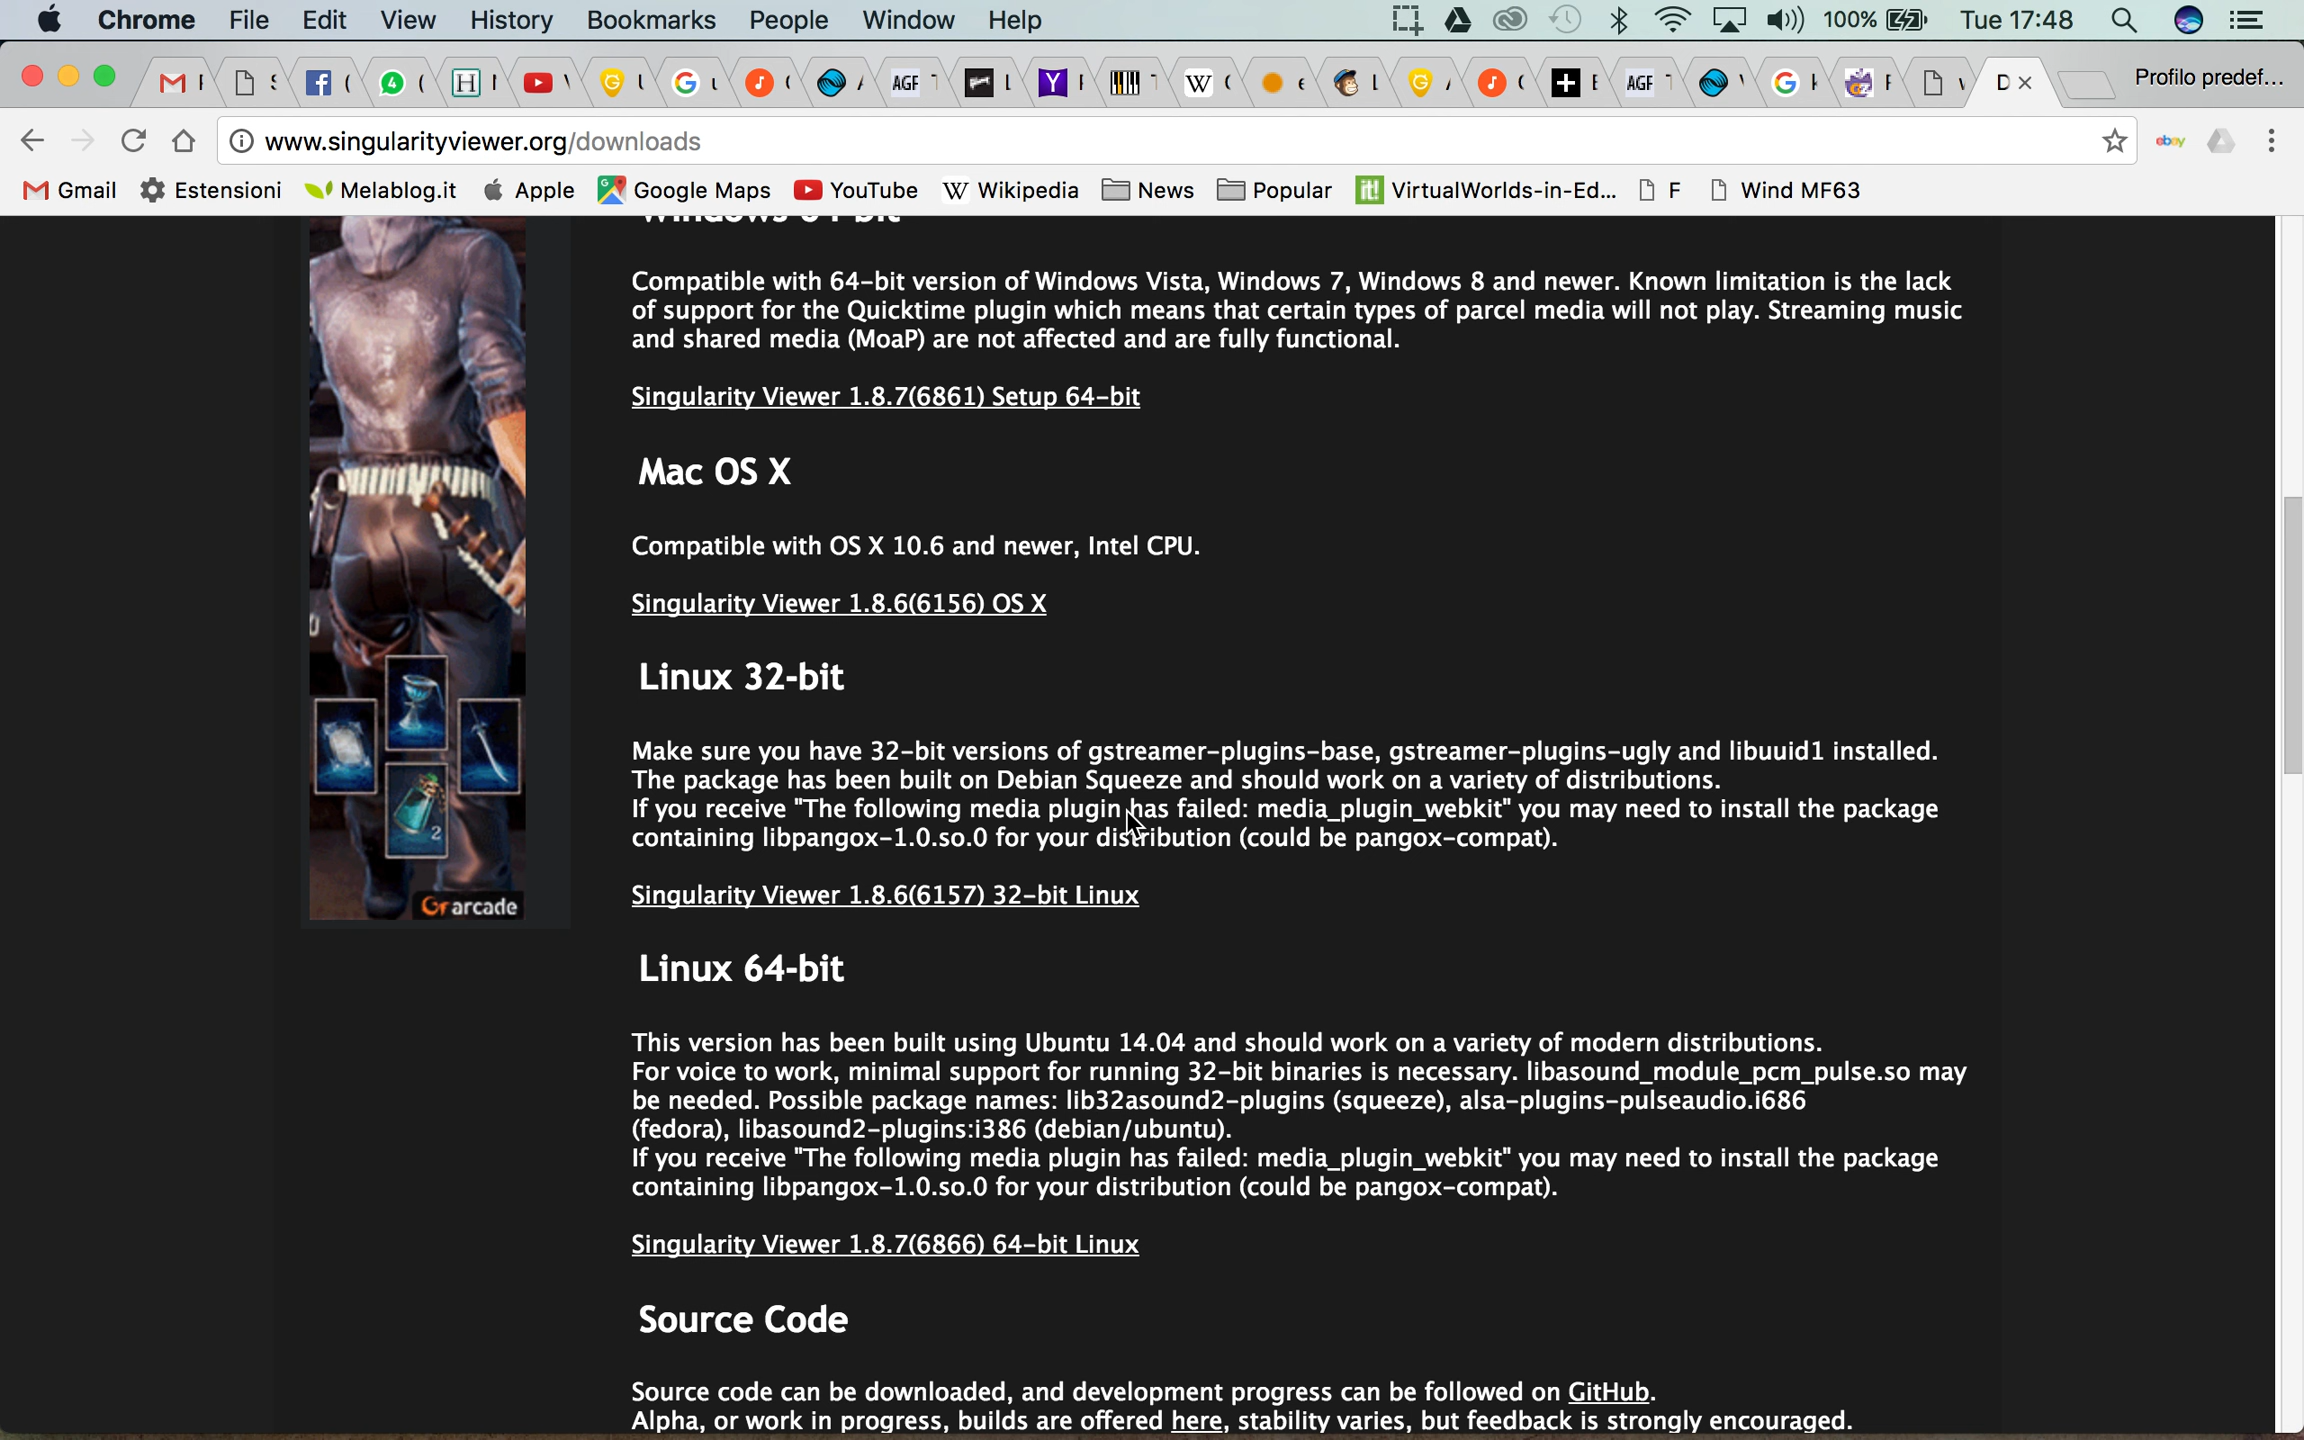 Chrome File Edit View History Bookmarks People Window Help 100% Tue 17:48
Profilo predef...
www.singularityviewer.org/downloads
Gmail Estensioni Melablog.it Apple Google Maps YouTube Wikipedia News Popular VirtualWorlds-in-Ed... F Wind MF63
Windows 64-bit
Compatible with 64-bit version of Windows Vista, Windows 7, Windows 8 and newer. Known limitation is the lack
of support for the Quicktime plugin which means that certain types of parcel media will not play. Streaming music
and shared media (MoaP) are not affected and are fully functional.
Singularity Viewer 1.8.7(6861) Setup 64-bit
Mac OS X
Compatible with OS X 10.6 and newer, Intel CPU.
Singularity Viewer 1.8.6(6156) OS X
Linux 32-bit
Make sure you have 32-bit versions of gstreamer-plugins-base, gstreamer-plugins-ugly and libuuid1 installed.
The package has been built on Debian Squeeze and should work on a variety of distributions.
If you receive "The following media plugin has failed: media_plugin_webkit" you may need to install the package
containing libpangox-1.0.so.0 for your distribution (could be pangox-compat).
Singularity Viewer 1.8.6(6157) 32-bit Linux
2
Gr arcade
Linux 64-bit
This version has been built using Ubuntu 14.04 and should work on a variety of modern distributions.
For voice to work, minimal support for running 32-bit binaries is necessary. libasound_module_pcm_pulse.so may
be needed. Possible package names: lib32asound2-plugins (squeeze), alsa-plugins-pulseaudio.i686
(fedora), libasound2-plugins:i386 (debian/ubuntu).
If you receive "The following media plugin has failed: media_plugin_webkit" you may need to install the package
containing libpangox-1.0.so.0 for your distribution (could be pangox-compat).
Singularity Viewer 1.8.7(6866) 64-bit Linux
Source Code
Source code can be downloaded, and development progress can be followed on GitHub.
Alpha, or work in progress, builds are offered here, stability varies, but feedback is strongly encouraged.